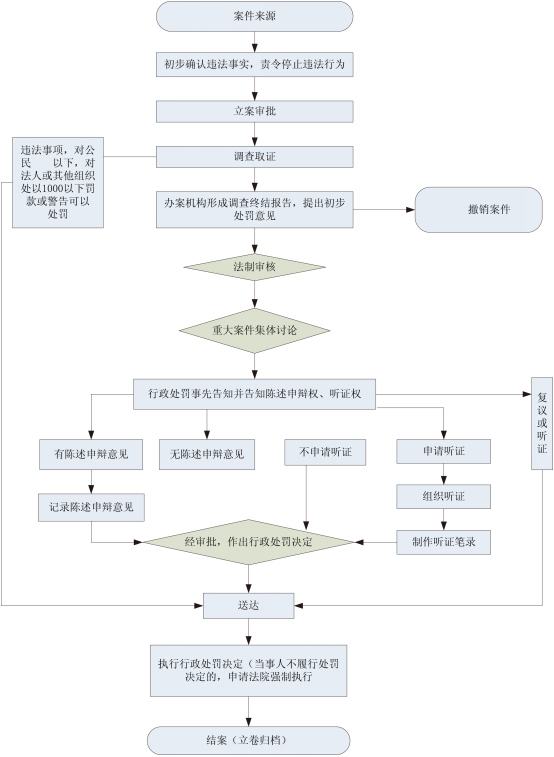 案件来源
初步确认违法事实，责令停止违法行为
立案审批
违法事项，对公
民 以下，对
法人或其他组织
处以1000以下罚
款或警告可以
处罚
调查取证
办案机构形成调查终结报告，提出初步
处罚意见
撤销案件
法制审核
重大案件集体讨论
行政处罚事先告知并告知陈述申辩权、听证权
复
议
或
听
证
有陈述申辩意见
无陈述申辩意见
不申请听证
申请听证
记录陈述申辩意见
组织听证
经审批，作出行政处罚决定
制作听证笔录
送达
执行行政处罚决定（当事人不履行处罚
决定的，申请法院强制执行
结案（立卷归档）